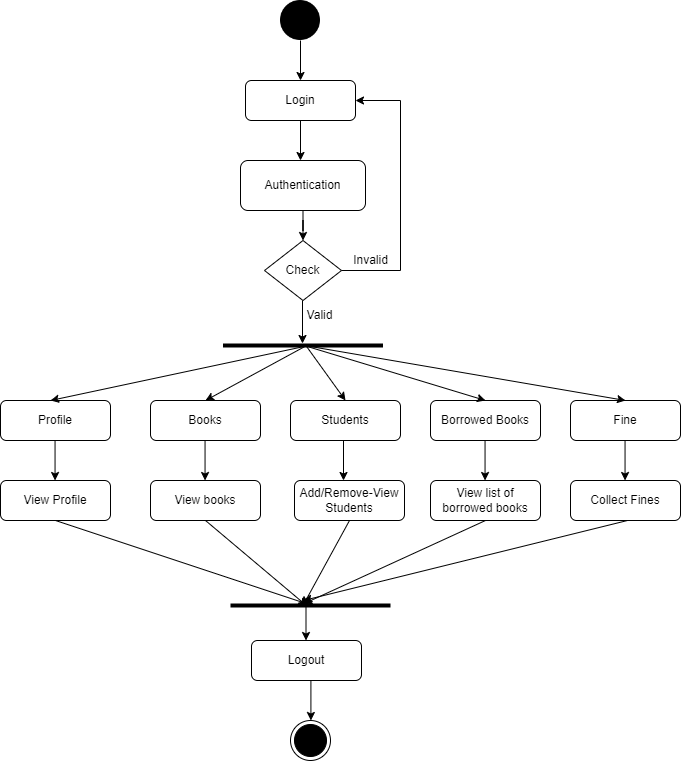 Login
Authentication
Check
Invalid
Valid
Profile
Books
Students
Borrowed Books
Fine
View Profile
View books
Add/Remove-View
Students
View list of
borrowed books
Collect Fines
Logout